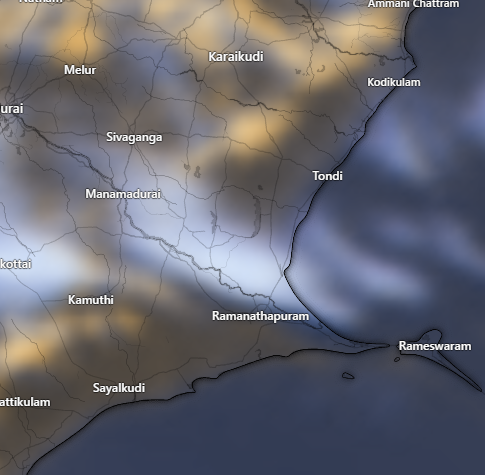 Ammani Chattram
Karaikudi
Melur
Kodikulam
urai
Sivaganga
Tondi
Manamadurai
kottai
Kamuthi
Ramanathapuram
Rameswaram
Sayalkudi
attikulam